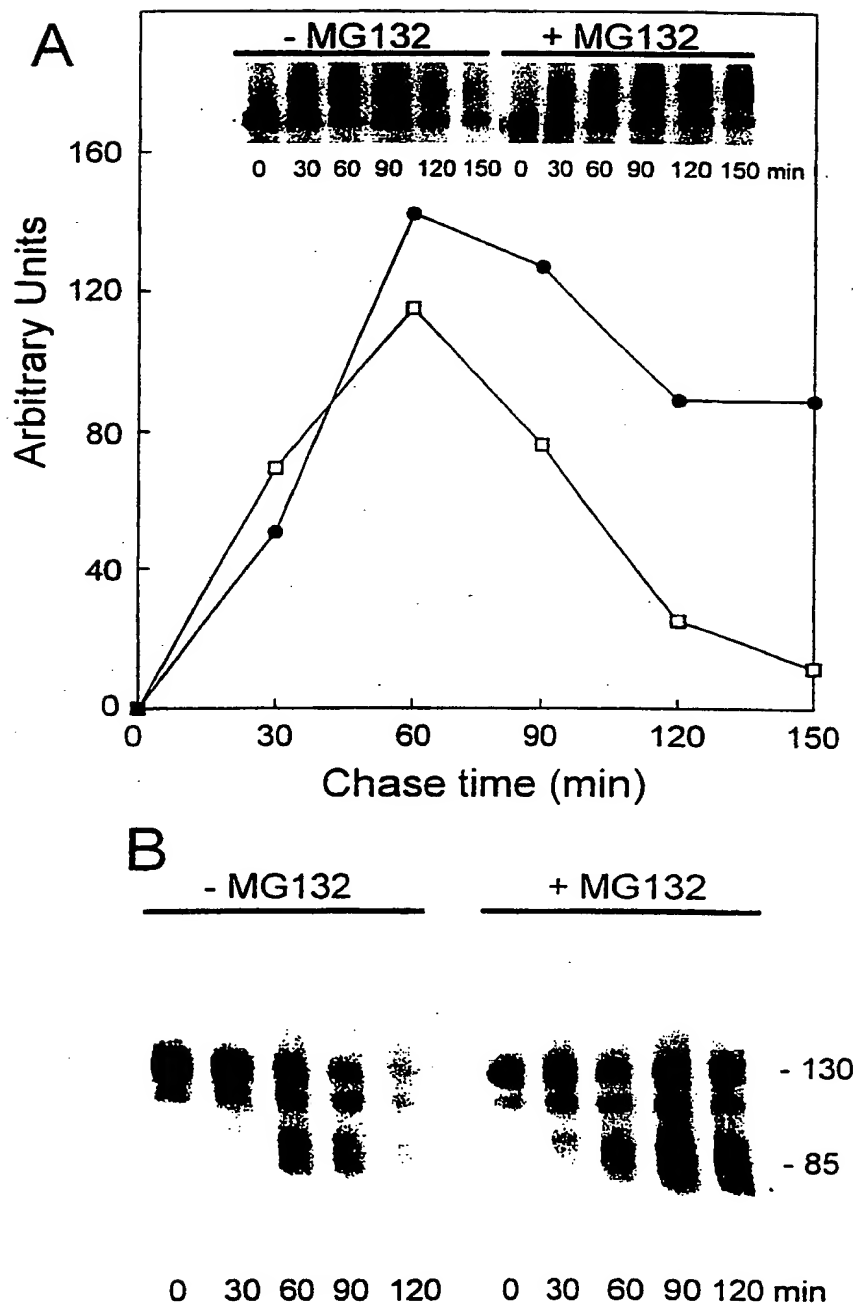 A
- MG132 + MG132
0 30 60 90 120 150 0 30 60 90 120 150 min
160
120
80
40
0
Arbitrary Units
0 30 60 90 120 150
Chase time (min)
B
- MG132 + MG132
- 130
- 85
0 30 60 90 120 0 30 60 90 120 min